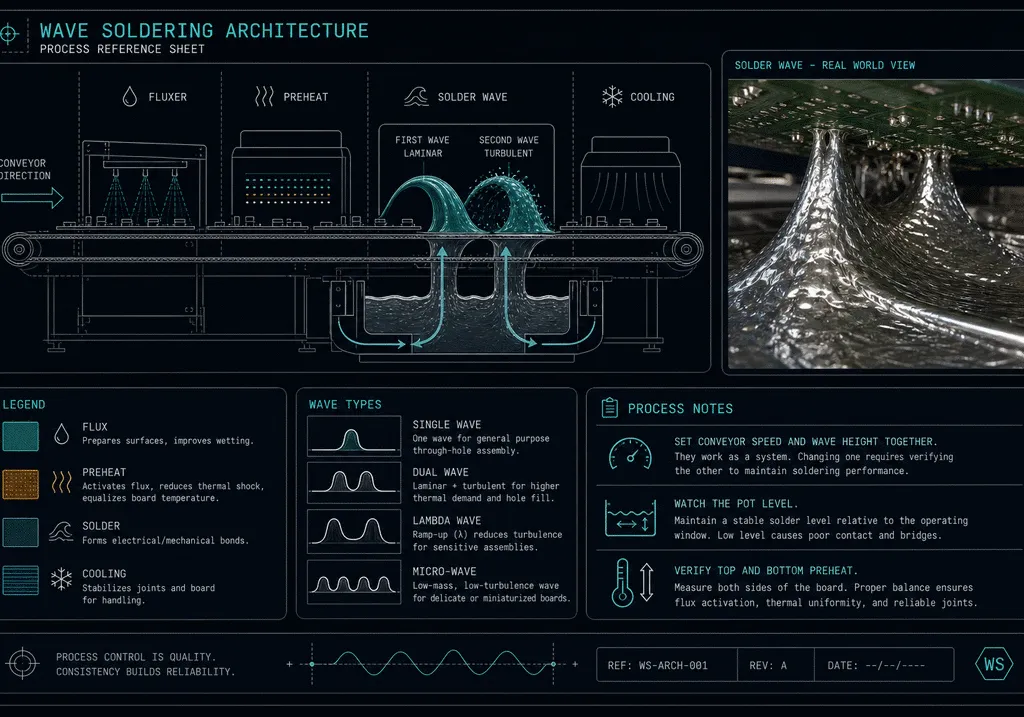 WAVE SOLDERING ARCHITECTURE
PROCESS REFERENCE SHEET
FLUXER
PREHEAT
SOLDER WAVE
COOLING
FIRST WAVE
LAMINAR
SECOND WAVE
TURBULENT
CONVEYOR
DIRECTION
SOLDER WAVE – REAL WORLD VIEW
LEGEND
FLUX
Prepares surfaces, improves wetting.
PREHEAT
Activates flux, reduces thermal shock,
equalizes board temperature.
SOLDER
Forms electrical/mechanical bonds.
COOLING
Stabilizes joints and board
for handling.
WAVE TYPES
SINGLE WAVE
One wave for general purpose
through-hole assembly.
DUAL WAVE
Laminar + turbulent for higher
thermal demand and hole fill.
LAMBDA WAVE
Ramp-up (λ) reduces turbulence
for sensitive assemblies.
MICRO-WAVE
Low-mass, low-turbulence wave
for delicate or miniaturized boards.
PROCESS NOTES
SET CONVEYOR SPEED AND WAVE HEIGHT TOGETHER.
They work as a system. Changing one requires verifying
the other to maintain soldering performance.
WATCH THE POT LEVEL.
Maintain a stable solder level relative to the operating
window. Low level causes poor contact and bridges.
VERIFY TOP AND BOTTOM PREHEAT.
Measure both sides of the board. Proper balance ensures
flux activation, thermal uniformity, and reliable joints.
PROCESS CONTROL IS QUALITY.
CONSISTENCY BUILDS RELIABILITY.
REF: WS-ARCH-001
REV: A
DATE: --/--/----
WS